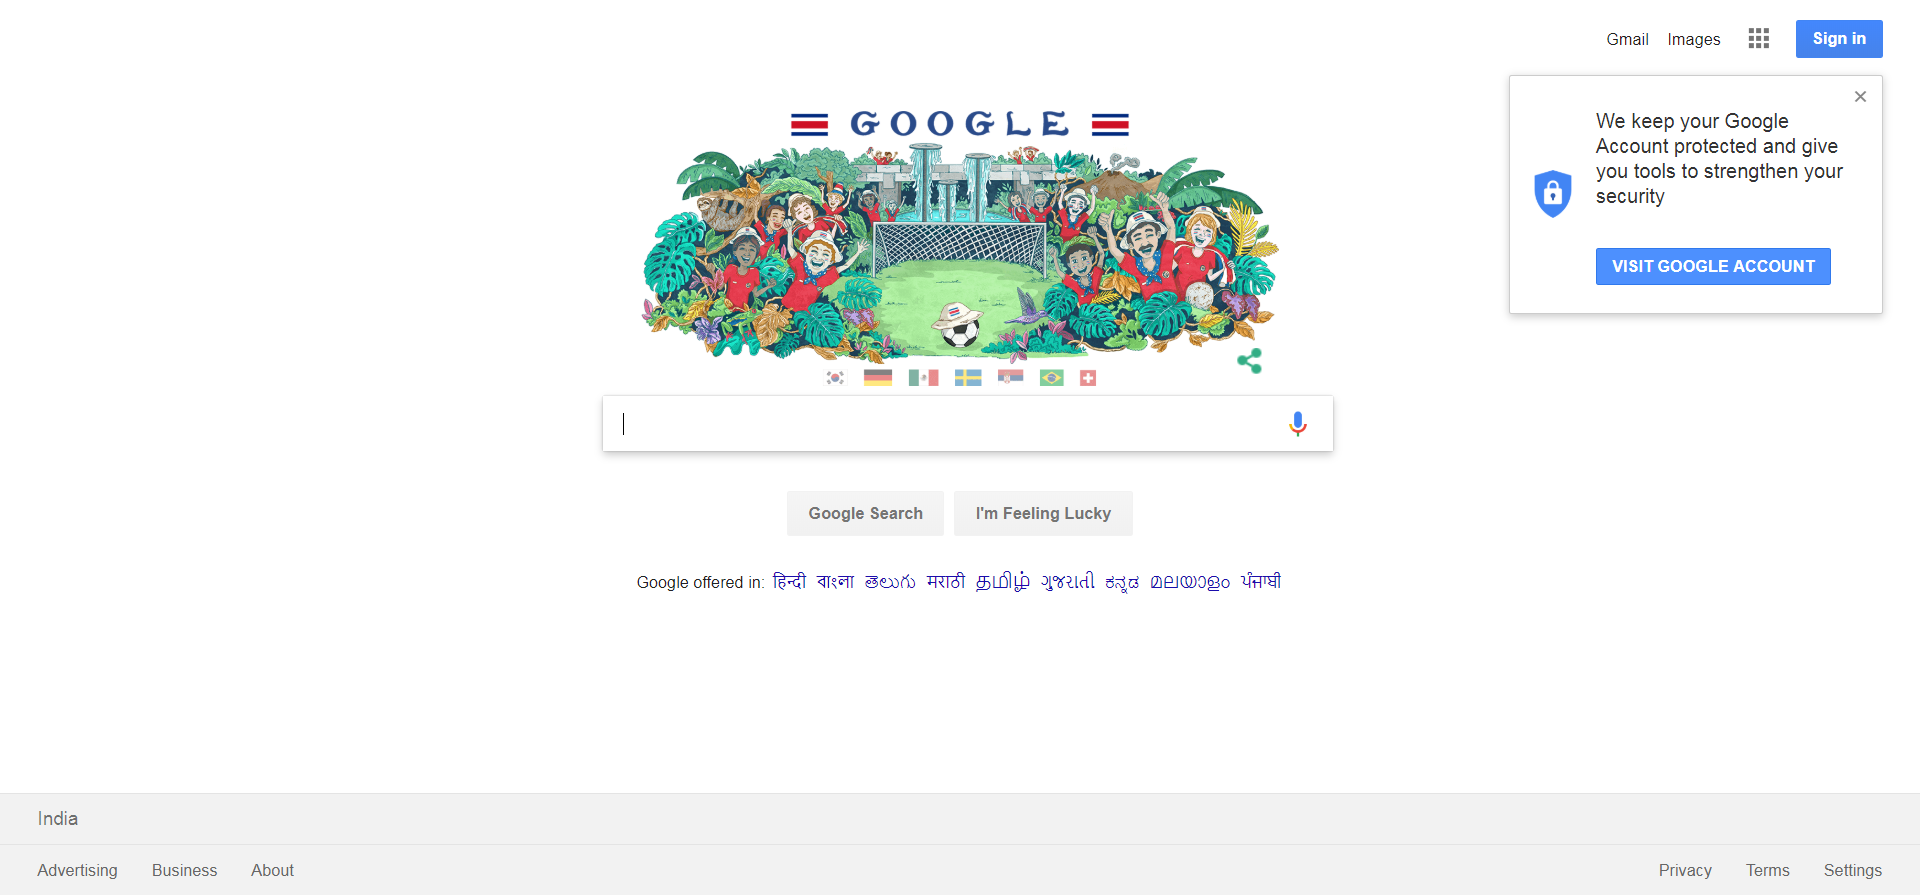 Gmail Images Sign in
GOOGLE
We keep your Google
Account protected and give
you tools to strengthen your
security
VISIT GOOGLE ACCOUNT
Google Search I'm Feeling Lucky
Google offered in: हिन्दी বাংলা తెలుగు मराठी தமிழ் ગુજરાતી ಕನ್ನಡ മലയാളം ਪੰਜਾਬੀ
India
Advertising Business About Privacy Terms Settings